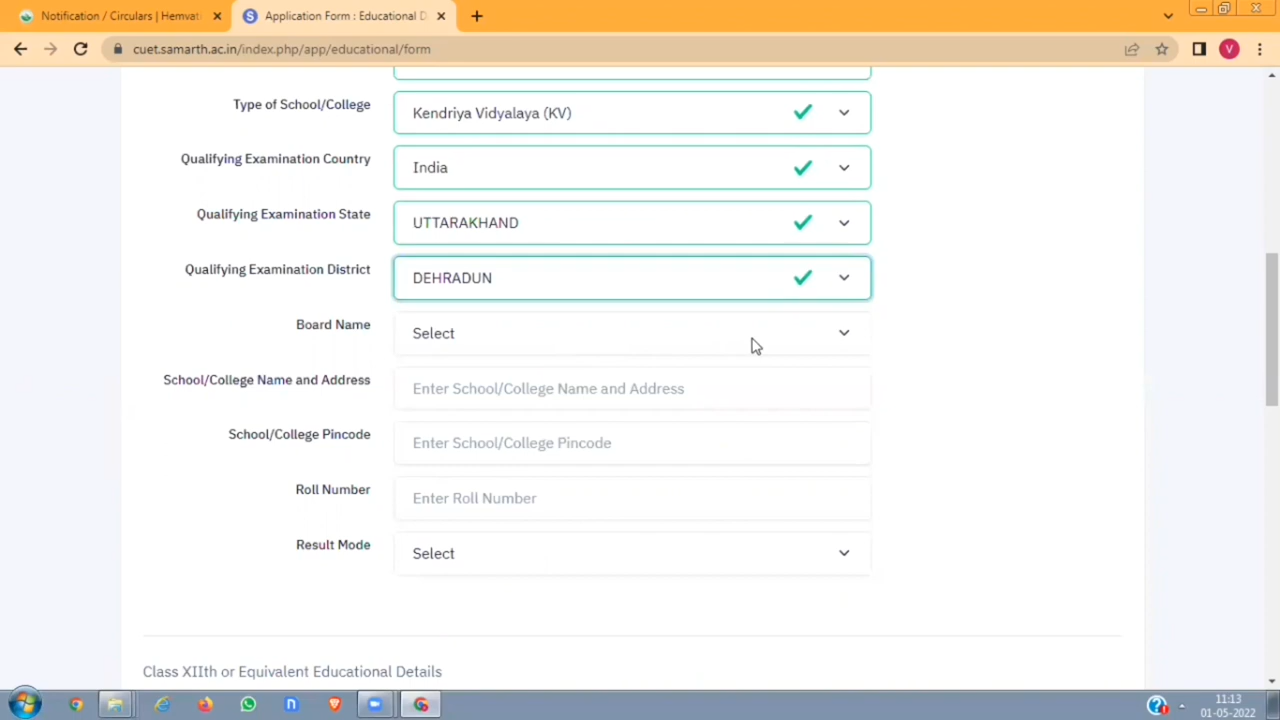 Notification / Circulars | Hemvat
Application Form : Educational D
cuet.samarth.ac.in/index.php/app/educational/form
V
Type of School/College
Kendriya Vidyalaya (KV)
Qualifying Examination Country
India
Qualifying Examination State
UTTARAKHAND
Qualifying Examination District
DEHRADUN
Board Name
Select
School/College Name and Address
Enter School/College Name and Address
School/College Pincode
Enter School/College Pincode
Roll Number
Enter Roll Number
Result Mode
Select
Class XIIth or Equivalent Educational Details
11:13
01-05-2022